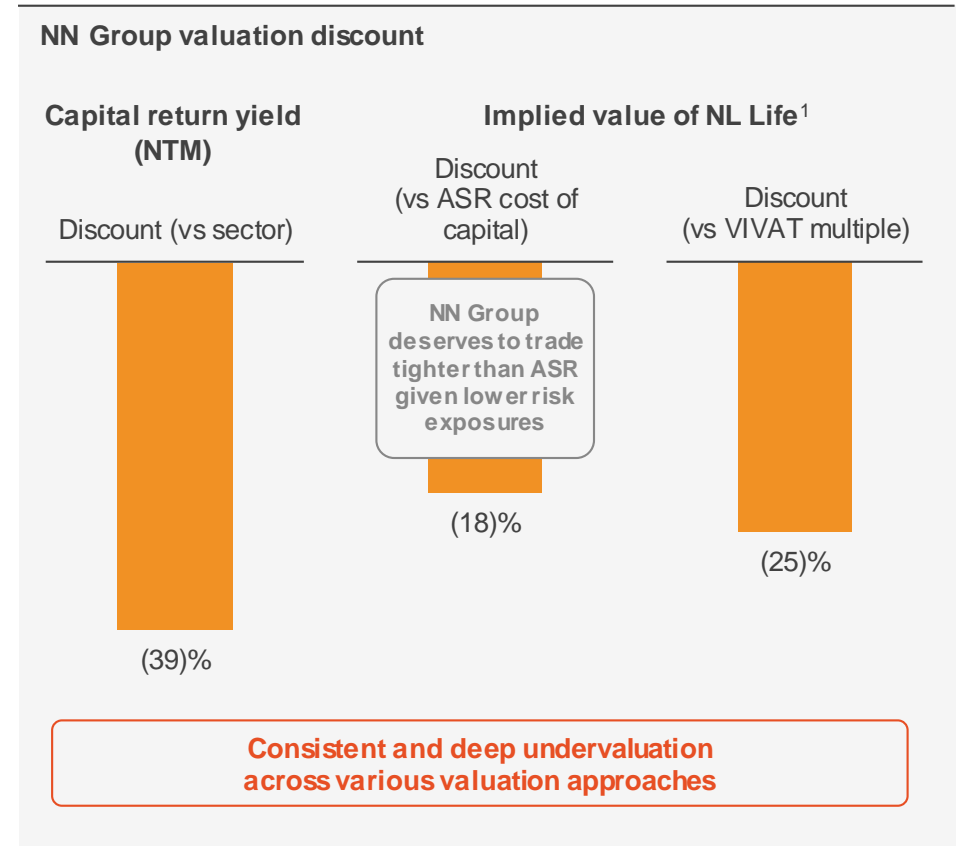 NN Group valuation discount
Capital return yield
(NTM)
Discount (vs sector)
(39)%
Implied value of NL Life¹
Discount
(vs ASR cost of
capital)
NN Group
deserves to trade
tighter than ASR
given lower risk
exposures
(18)%
Discount
(vs VIVAT multiple)
(25)%
Consistent and deep undervaluation
across various valuation approaches